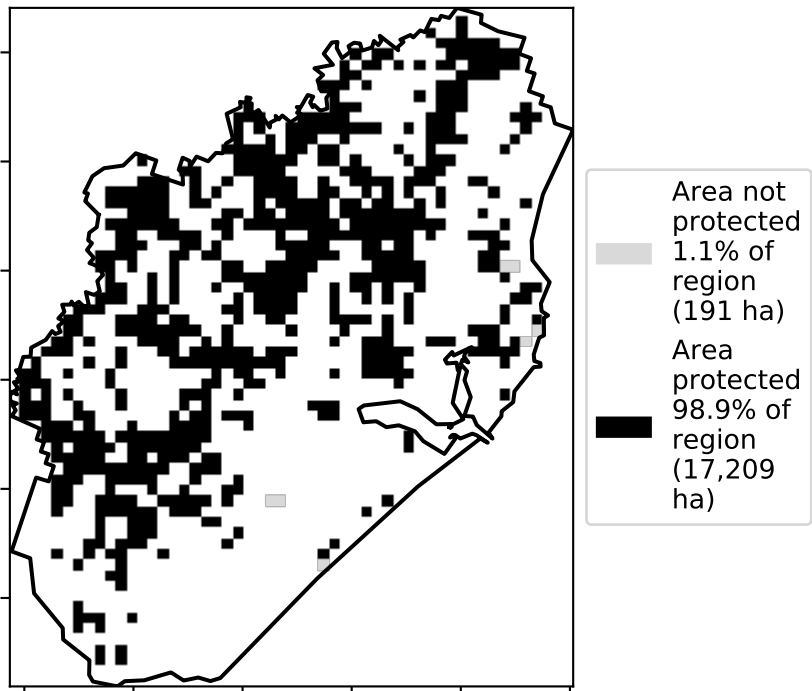 Area not
protected
1.1% of
region
(191 ha)
Area
protected
98.9% of
region
(17,209
ha)